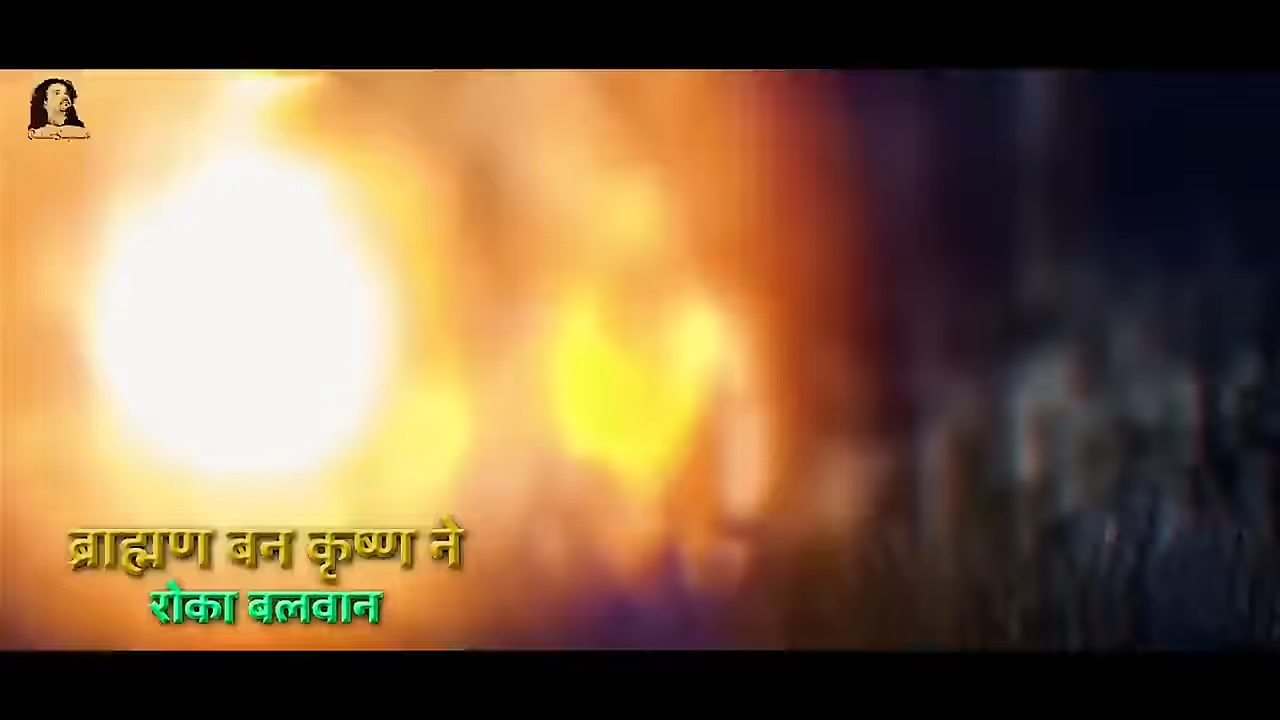 ब्राह्मण बन कृष्ण ने
रोका बलवान